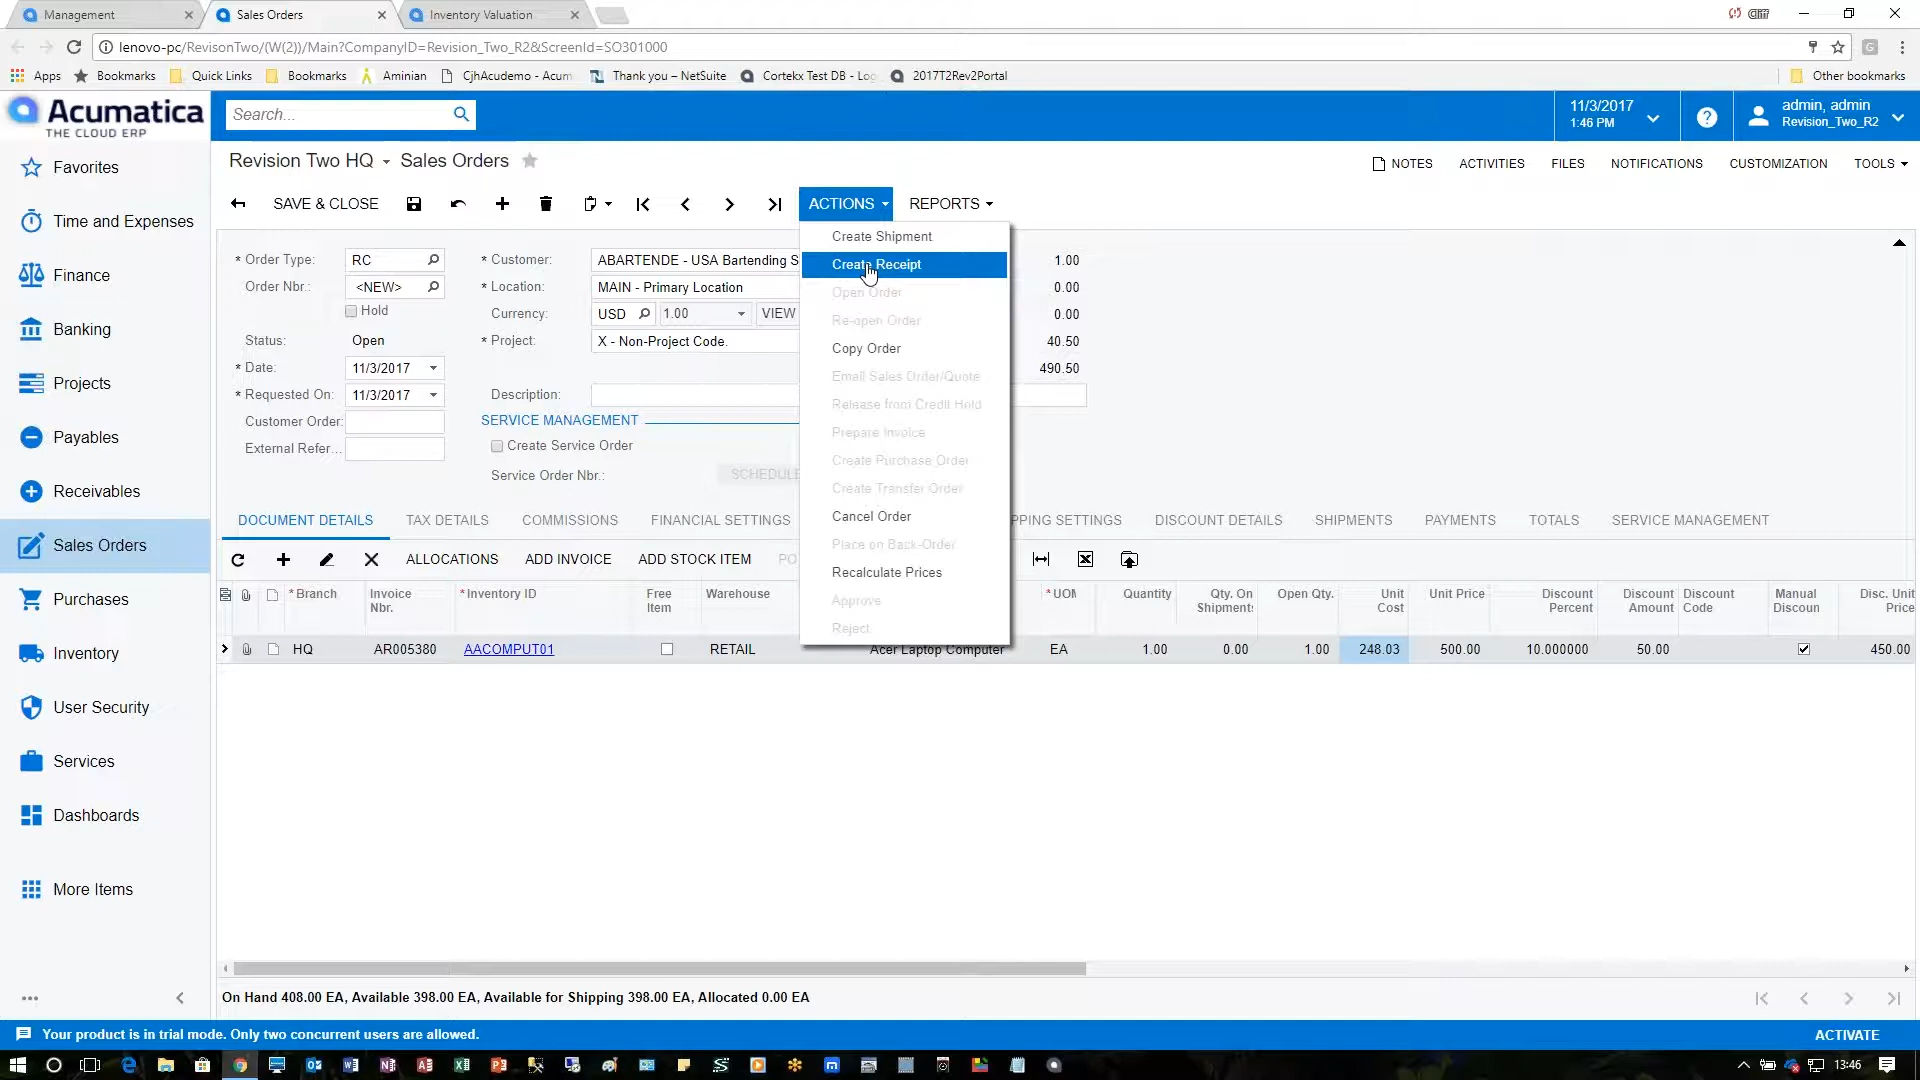 Management
Sales Orders
Inventory Valuation
lenovo-pc/RevisonTwo/(W(2))/Main?CompanyID=Revision_Two_R2&ScreenId=SO301000
Apps
Bookmarks
Quick Links
Bookmarks
Aminian
CjhAcudemo - Acum
Thank you – NetSuite
Cortekx Test DB - Log
2017T2Rev2Portal
Other bookmarks
Acumatica
THE CLOUD ERP
Search...
11/3/2017
1:46 PM
admin, admin
Revision_Two_R2
Favorites
Time and Expenses
Finance
Banking
Projects
Payables
Receivables
Sales Orders
Purchases
Inventory
User Security
Services
Dashboards
More Items
Revision Two HQ
Sales Orders
NOTES
ACTIVITIES
FILES
NOTIFICATIONS
CUSTOMIZATION
TOOLS
SAVE & CLOSE
ACTIONS
REPORTS
* Order Type: RC
Order Nbr.: <NEW>
Hold
Status: Open
* Date: 11/3/2017
* Requested On: 11/3/2017
Customer Order:
External Refer...
* Customer: ABARTENDE - USA Bartending S
* Location: MAIN - Primary Location
Currency: USD 1.00 VIEW
* Project: X - Non-Project Code.
Description:
SERVICE MANAGEMENT
Create Service Order
Service Order Nbr.:
SCHEDULE
1.00
0.00
0.00
40.50
490.50
Create Shipment
Create Receipt
Open Order
Re-open Order
Copy Order
Email Sales Order/Quote
Release from Credit Hold
Prepare Invoice
Create Purchase Order
Create Transfer Order
Cancel Order
Place on Back-Order
Recalculate Prices
Approve
Reject
DOCUMENT DETAILS
TAX DETAILS
COMMISSIONS
FINANCIAL SETTINGS
PPING SETTINGS
DISCOUNT DETAILS
SHIPMENTS
PAYMENTS
TOTALS
SERVICE MANAGEMENT
ALLOCATIONS
ADD INVOICE
ADD STOCK ITEM
PO
* Branch
Invoice Nbr.
* Inventory ID
Free Item
Warehouse
* UOM
Quantity
Qty. On Shipments
Open Qty.
Unit Cost
Unit Price
Discount Percent
Discount Amount
Discount Code
Manual Discoun
Disc. Unit Price
HQ
AR005380
AACOMPUT01
RETAIL
Acer Laptop Computer
EA
1.00
0.00
1.00
248.03
500.00
10.000000
50.00
450.00
On Hand 408.00 EA, Available 398.00 EA, Available for Shipping 398.00 EA, Allocated 0.00 EA
Your product is in trial mode. Only two concurrent users are allowed.
ACTIVATE
13:46